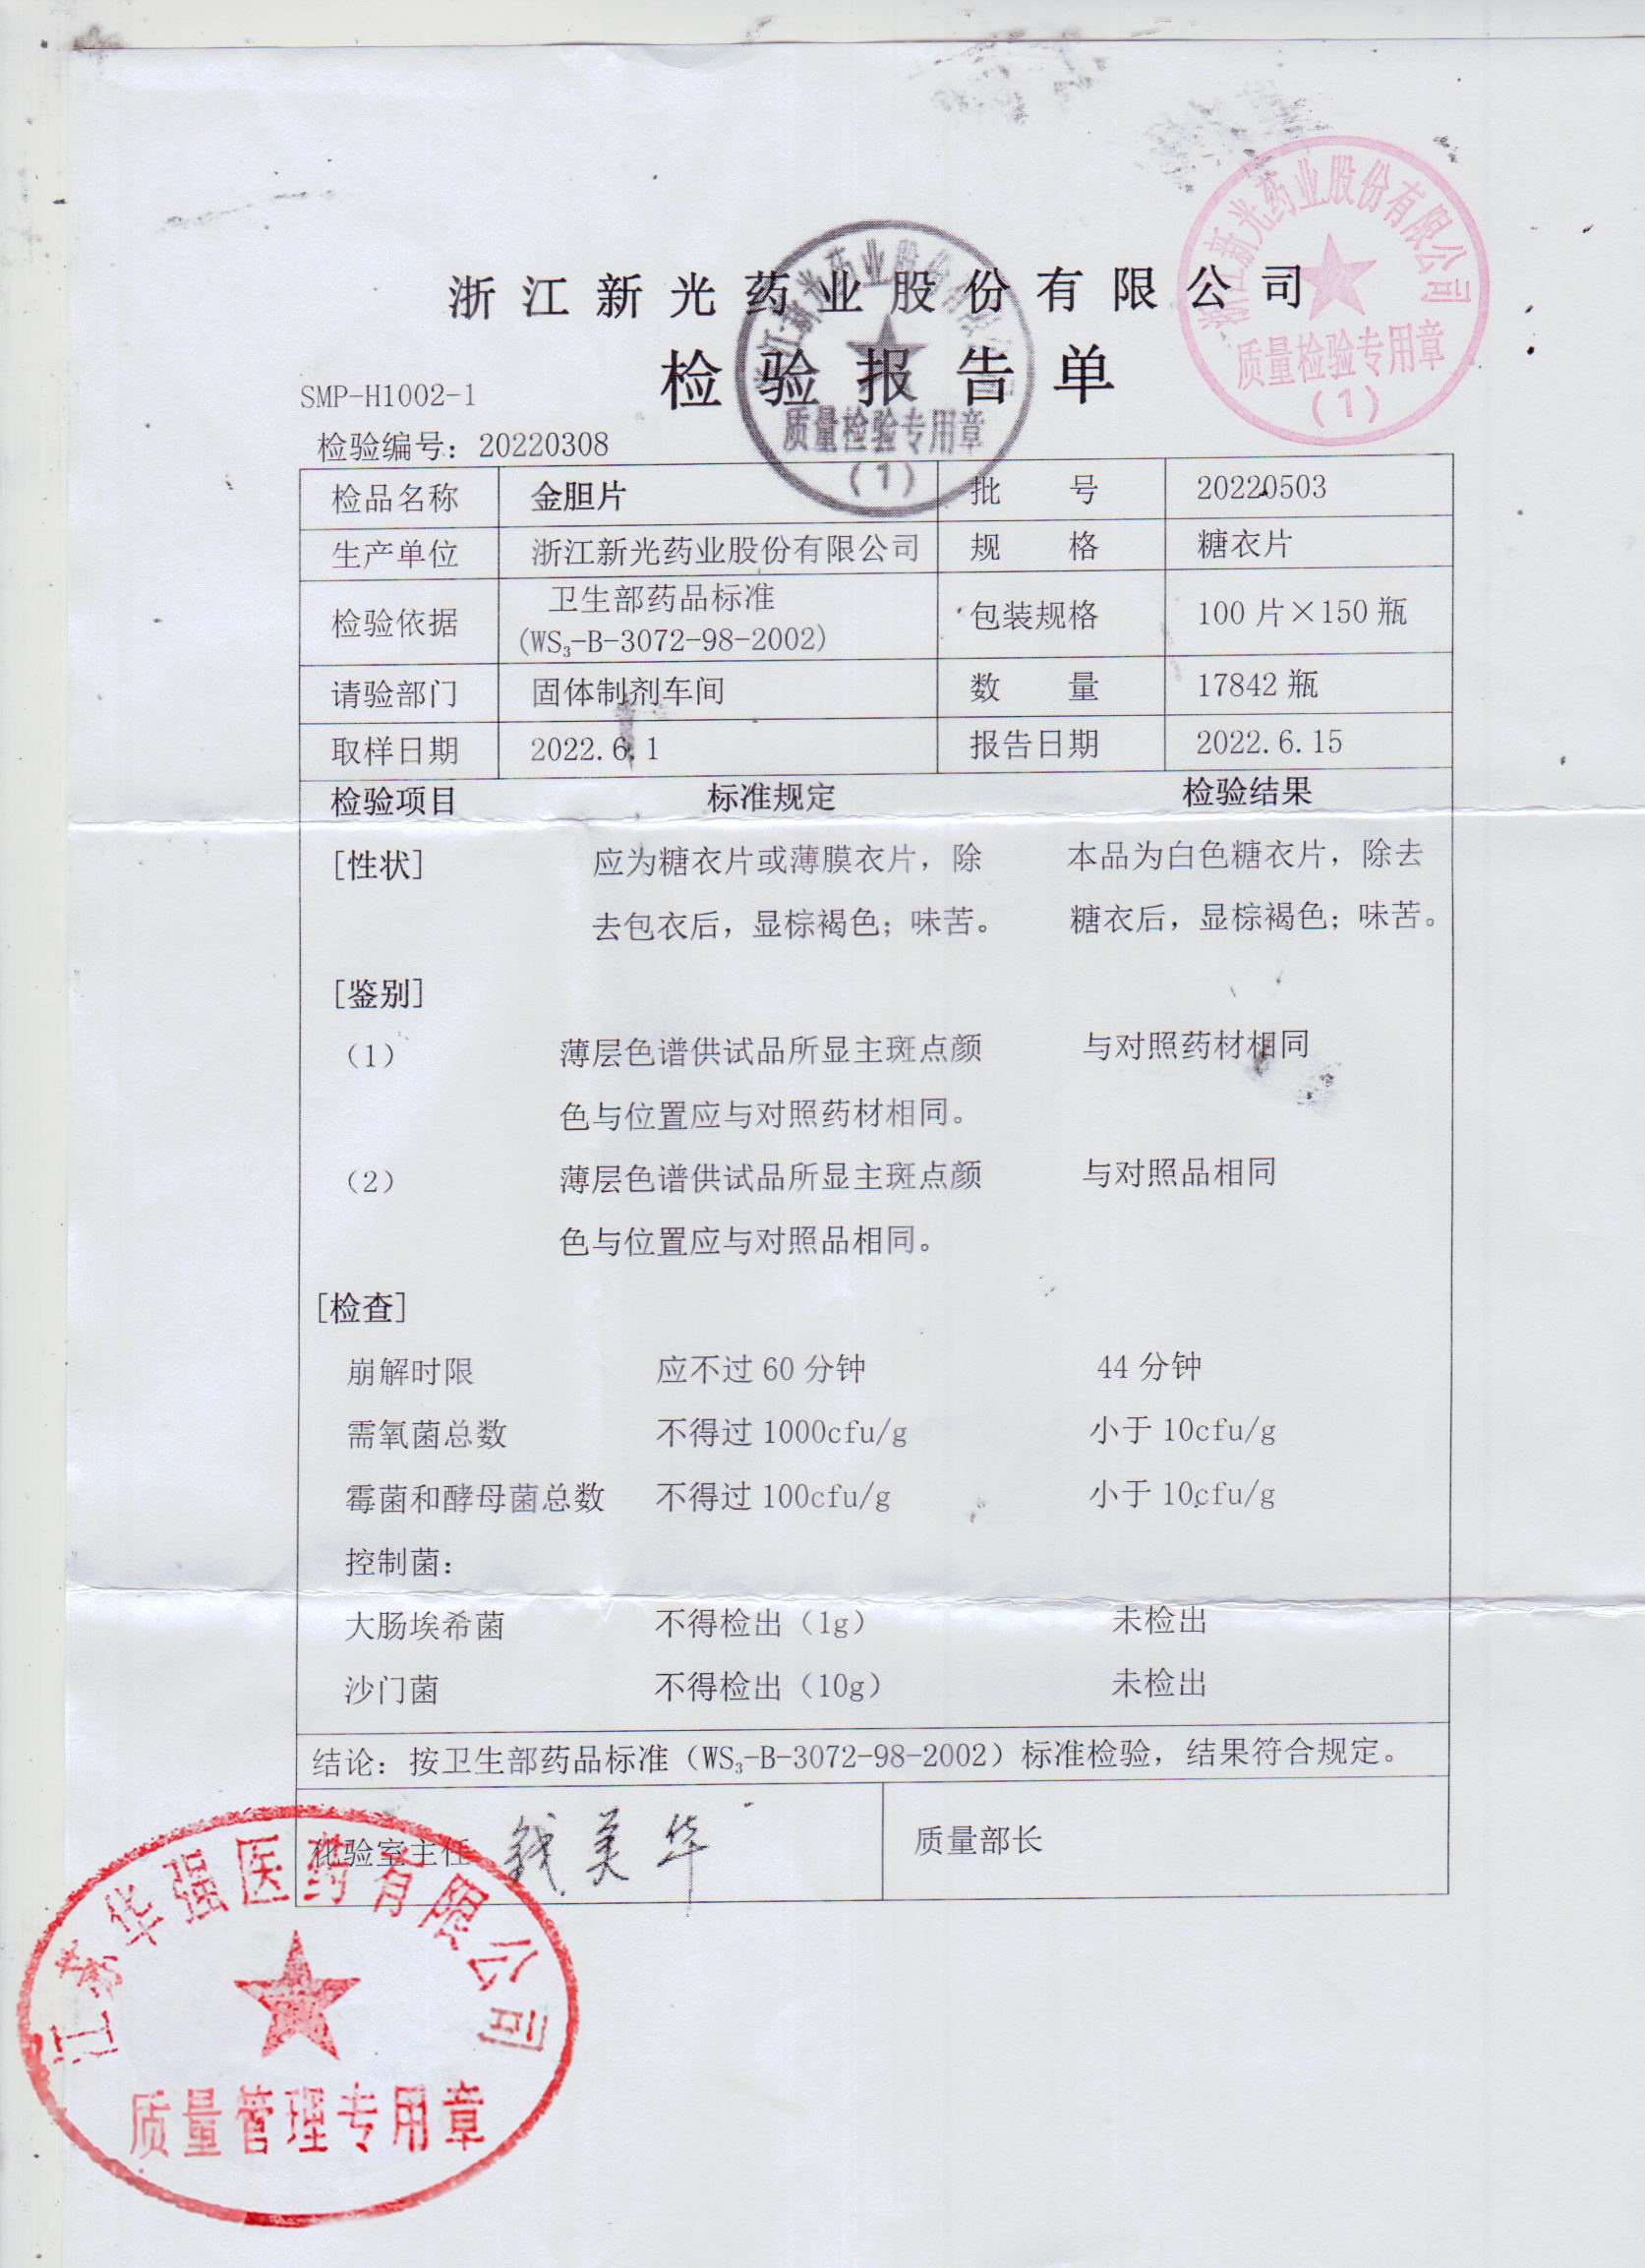 浙江新光药业股份有限公司
检验报告单
浙江新光药业股份有限公司
质量检验专用章
(1)
浙江新光药业股份有限公司
质量检验专用章
(1)
SMP-H1002-1
检验编号：20220308
检品名称 金胆片 批 号 20220503
生产单位 浙江新光药业股份有限公司 规 格 糖衣片
检验依据 卫生部药品标准 (WS₃-B-3072-98-2002) 包装规格 100片×150瓶
请验部门 固体制剂车间 数 量 17842瓶
取样日期 2022.6.1 报告日期 2022.6.15
检验项目 标准规定 检验结果
[性状] 应为糖衣片或薄膜衣片，除 本品为白色糖衣片，除去
去包衣后，显棕褐色；味苦。 糖衣后，显棕褐色；味苦。
[鉴别]
（1） 薄层色谱供试品所显主斑点颜 与对照药材相同
色与位置应与对照药材相同。
（2） 薄层色谱供试品所显主斑点颜 与对照品相同
色与位置应与对照品相同。
[检查]
崩解时限 应不过60分钟 44分钟
需氧菌总数 不得过1000cfu/g 小于10cfu/g
霉菌和酵母菌总数 不得过100cfu/g 小于10cfu/g
控制菌：
大肠埃希菌 不得检出（1g） 未检出
沙门菌 不得检出（10g） 未检出
结论：按卫生部药品标准（WS₃-B-3072-98-2002）标准检验，结果符合规定。
化验室主任 钱美华 质量部长
江苏华强医药有限公司
质量管理专用章